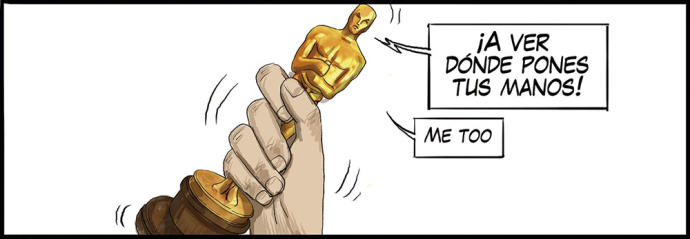 ¡A VER
DÓNDE PONES
TUS MANOS!
ME TOO